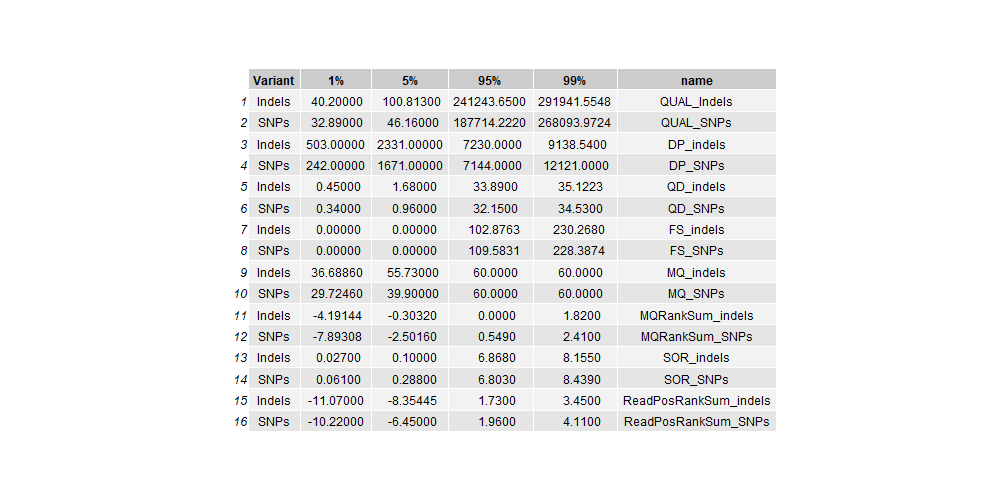 Variant 1% 5% 95% 99% name
1 Indels 40.20000 100.81300 241243.6500 291941.5548 QUAL_Indels
2 SNPs 32.89000 46.16000 187714.2220 268093.9724 QUAL_SNPs
3 Indels 503.00000 2331.00000 7230.0000 9138.5400 DP_indels
4 SNPs 242.00000 1671.00000 7144.0000 12121.0000 DP_SNPs
5 Indels 0.45000 1.68000 33.8900 35.1223 QD_indels
6 SNPs 0.34000 0.96000 32.1500 34.5300 QD_SNPs
7 Indels 0.00000 0.00000 102.8763 230.2680 FS_indels
8 SNPs 0.00000 0.00000 109.5831 228.3874 FS_SNPs
9 Indels 36.68860 55.73000 60.0000 60.0000 MQ_indels
10 SNPs 29.72460 39.90000 60.0000 60.0000 MQ_SNPs
11 Indels -4.19144 -0.30320 0.0000 1.8200 MQRankSum_indels
12 SNPs -7.89308 -2.50160 0.5490 2.4100 MQRankSum_SNPs
13 Indels 0.02700 0.10000 6.8680 8.1550 SOR_indels
14 SNPs 0.06100 0.28800 6.8030 8.4390 SOR_SNPs
15 Indels -11.07000 -8.35445 1.7300 3.4500 ReadPosRankSum_indels
16 SNPs -10.22000 -6.45000 1.9600 4.1100 ReadPosRankSum_SNPs